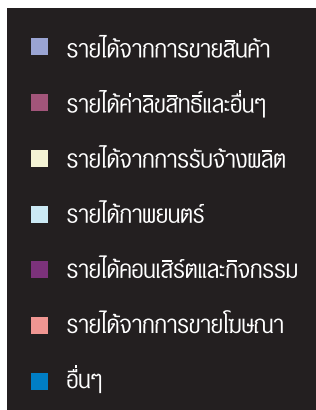 รายได้จากการขายสินค้า
รายได้ค่าลิขสิทธิ์และอื่นๆ
รายได้จากการรับจ้างผลิต
รายได้ภาพยนตร์
รายได้คอนเสิร์ตและกิจกรรม
รายได้จากการขายโฆษณา
อื่นๆ